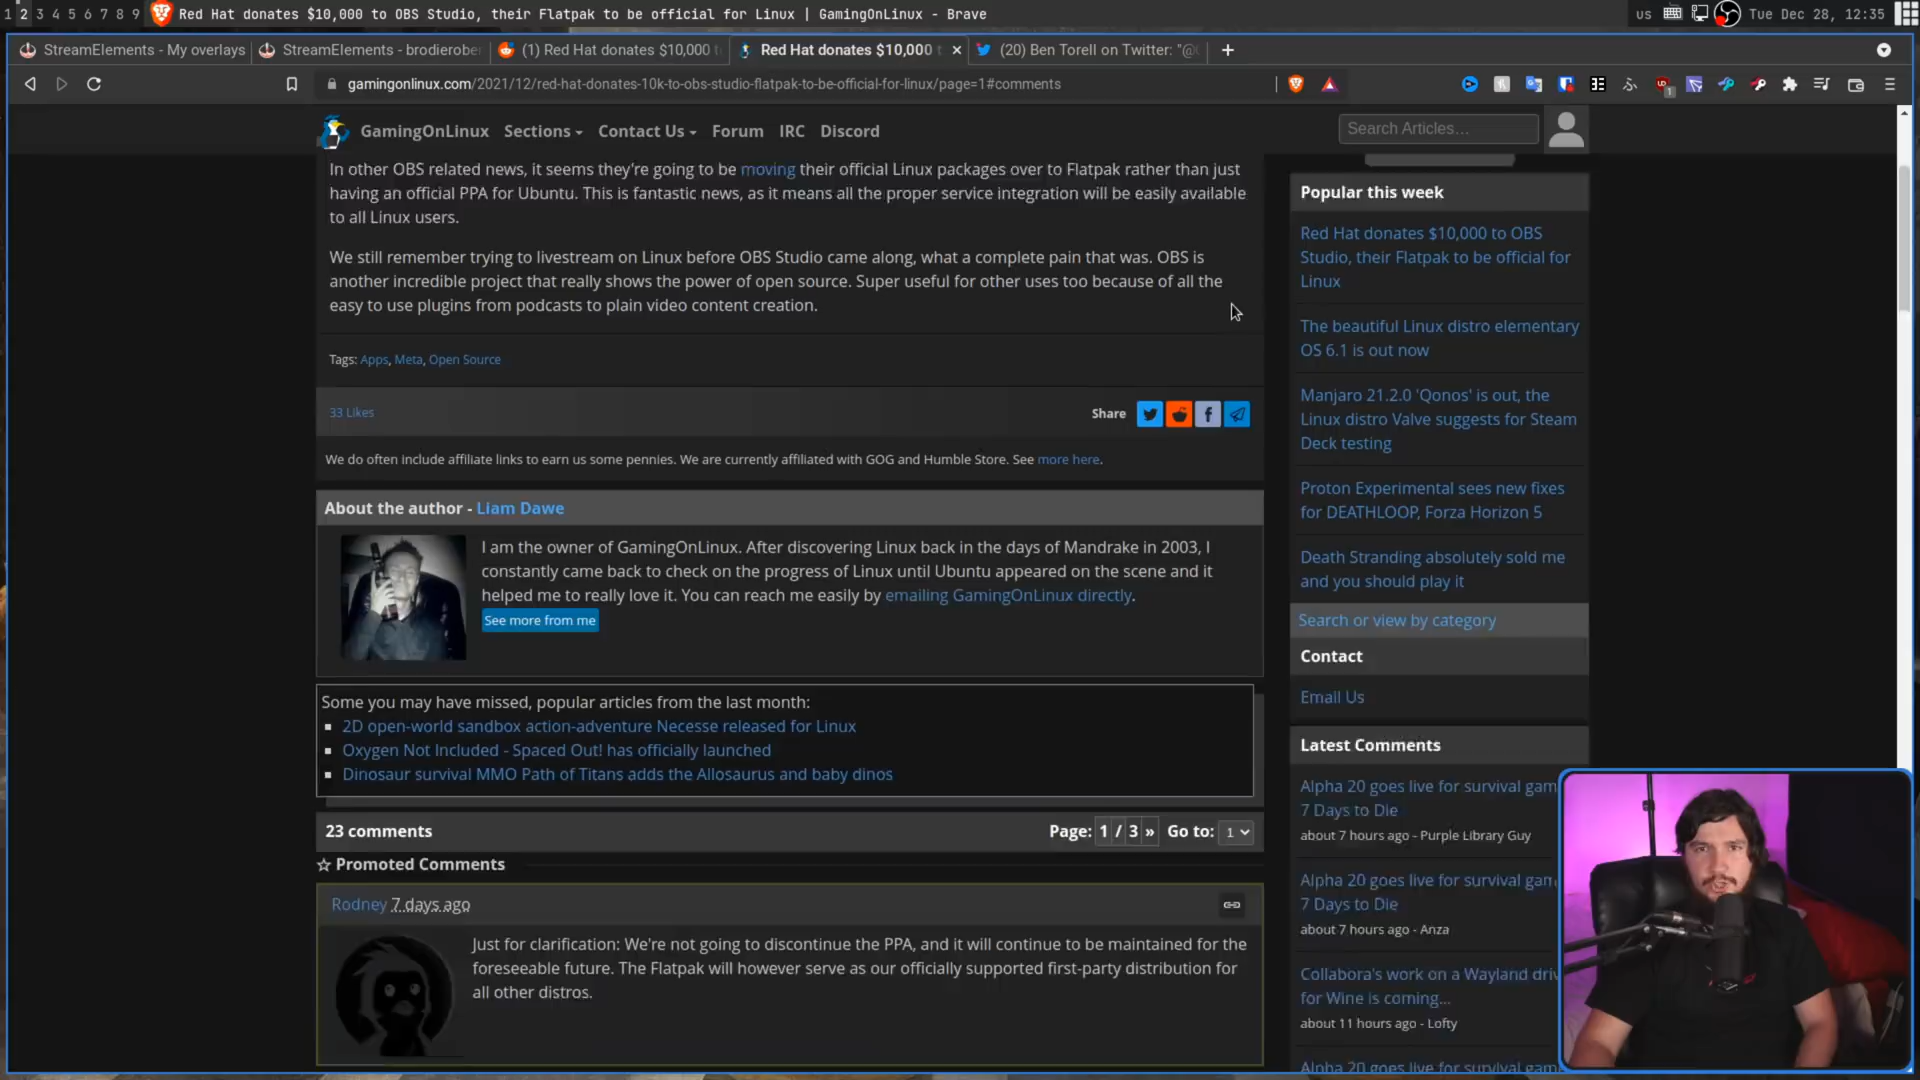 1 2 3 4 5 6 7 8 9 Red Hat donates $10,000 to OBS Studio, their Flatpak to be official for Linux | GamingOnLinux - Brave us Tue Dec 28, 12:35
StreamElements - My overlays StreamElements - brodierober (1) Red Hat donates $10,000 t Red Hat donates $10,000 t × (20) Ben Torell on Twitter: "@ +
gamingonlinux.com/2021/12/red-hat-donates-10k-to-obs-studio-flatpak-to-be-official-for-linux/page=1#comments
GamingOnLinux Sections Contact Us Forum IRC Discord Search Articles...
In other OBS related news, it seems they're going to be moving their official Linux packages over to Flatpak rather than just
having an official PPA for Ubuntu. This is fantastic news, as it means all the proper service integration will be easily available
to all Linux users.
We still remember trying to livestream on Linux before OBS Studio came along, what a complete pain that was. OBS is
another incredible project that really shows the power of open source. Super useful for other uses too because of all the
easy to use plugins from podcasts to plain video content creation.
Tags: Apps, Meta, Open Source
33 Likes Share
We do often include affiliate links to earn us some pennies. We are currently affiliated with GOG and Humble Store. See more here.
About the author - Liam Dawe
I am the owner of GamingOnLinux. After discovering Linux back in the days of Mandrake in 2003, I
constantly came back to check on the progress of Linux until Ubuntu appeared on the scene and it
helped me to really love it. You can reach me easily by emailing GamingOnLinux directly.
See more from me
Some you may have missed, popular articles from the last month:
2D open-world sandbox action-adventure Necesse released for Linux
Oxygen Not Included - Spaced Out! has officially launched
Dinosaur survival MMO Path of Titans adds the Allosaurus and baby dinos
23 comments Page: 1 / 3 » Go to: 1
Promoted Comments
Rodney 7 days ago
Just for clarification: We're not going to discontinue the PPA, and it will continue to be maintained for the
foreseeable future. The Flatpak will however serve as our officially supported first-party distribution for
all other distros.
Popular this week
Red Hat donates $10,000 to OBS
Studio, their Flatpak to be official for
Linux
The beautiful Linux distro elementary
OS 6.1 is out now
Manjaro 21.2.0 'Qonos' is out, the
Linux distro Valve suggests for Steam
Deck testing
Proton Experimental sees new fixes
for DEATHLOOP, Forza Horizon 5
Death Stranding absolutely sold me
and you should play it
Search or view by category
Contact
Email Us
Latest Comments
Alpha 20 goes live for survival gam
7 Days to Die
about 7 hours ago - Purple Library Guy
Alpha 20 goes live for survival gam
7 Days to Die
about 7 hours ago - Anza
Collabora's work on a Wayland driv
for Wine is coming...
about 11 hours ago - Lofty
Alpha 20 goes live for survival gam